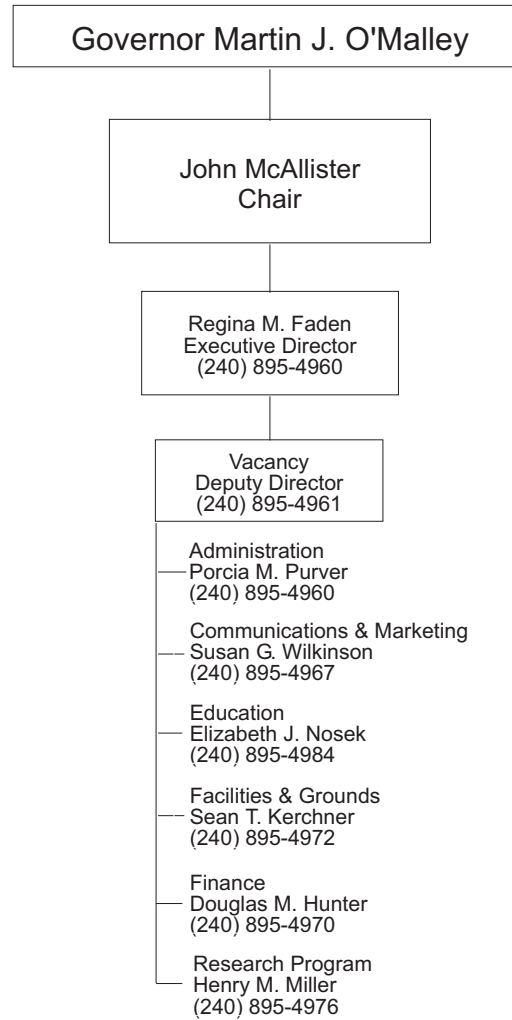 Governor Martin J. O'Malley
John McAllister
Chair
Regina M. Faden
Executive Director
(240) 895-4960
Vacancy
Deputy Director
(240) 895-4961
Administration
Porcia M. Purver
(240) 895-4960
Communications & Marketing
Susan G. Wilkinson
(240) 895-4967
Education
Elizabeth J. Nosek
(240) 895-4984
Facilities & Grounds
Sean T. Kerchner
(240) 895-4972
Finance
Douglas M. Hunter
(240) 895-4970
Research Program
Henry M. Miller
(240) 895-4976